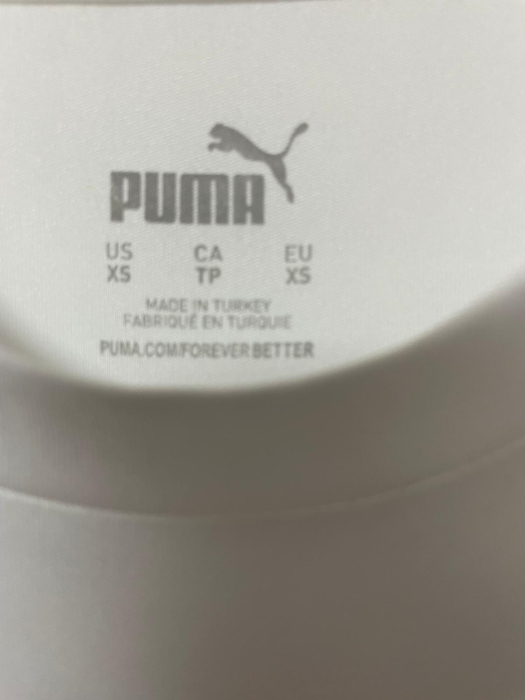 PUMA
US CA EU
XS TP XS
MADE IN TURKEY
FABRIQUÉ EN TURQUIE
PUMA.COM/FOREVERBETTER